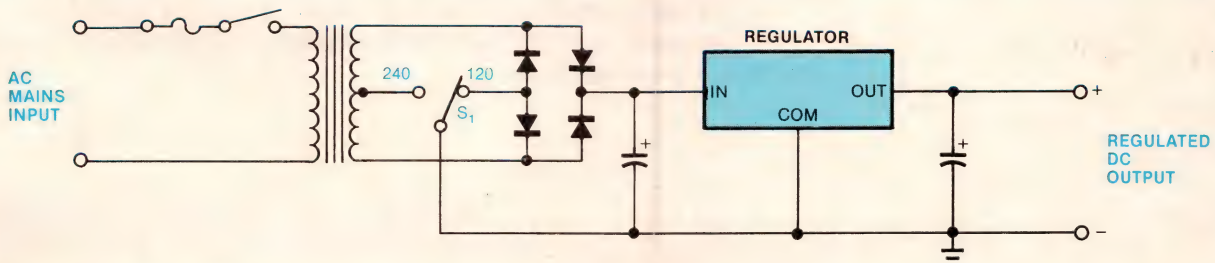 AC
MAINS
INPUT
240
120
S1
REGULATOR
IN
OUT
COM
+
+
+
−
REGULATED
DC
OUTPUT